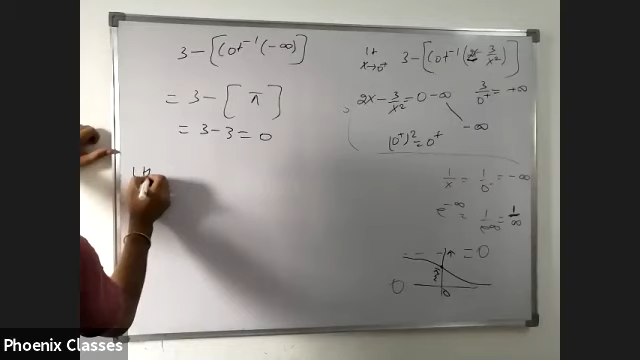 3 - [Cot⁻¹(-∞)]
= 3 - [π]
= 3 - 3 = 0
LH
lt x→0⁺ 3 - [Cot⁻¹(2x - 3/x²)]
2x - 3/x² = 0 - ∞
3/0⁺ = +∞
-∞
(0⁺)² = 0⁺
1/x = 1/0⁻ = -∞
e^-∞ = 1/e^∞ = 1/∞
= 0
0
Phoenix Classes